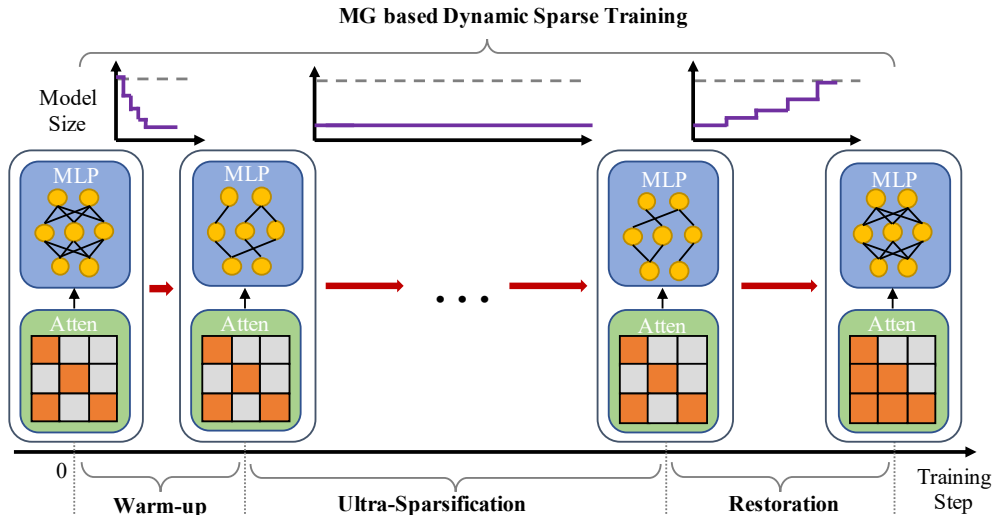 MG based Dynamic Sparse Training
Model
Size
MLP
MLP
MLP
MLP
. . .
Atten
Atten
Atten
Atten
0
Warm-up
Ultra-Sparsification
Restoration
Training
Step